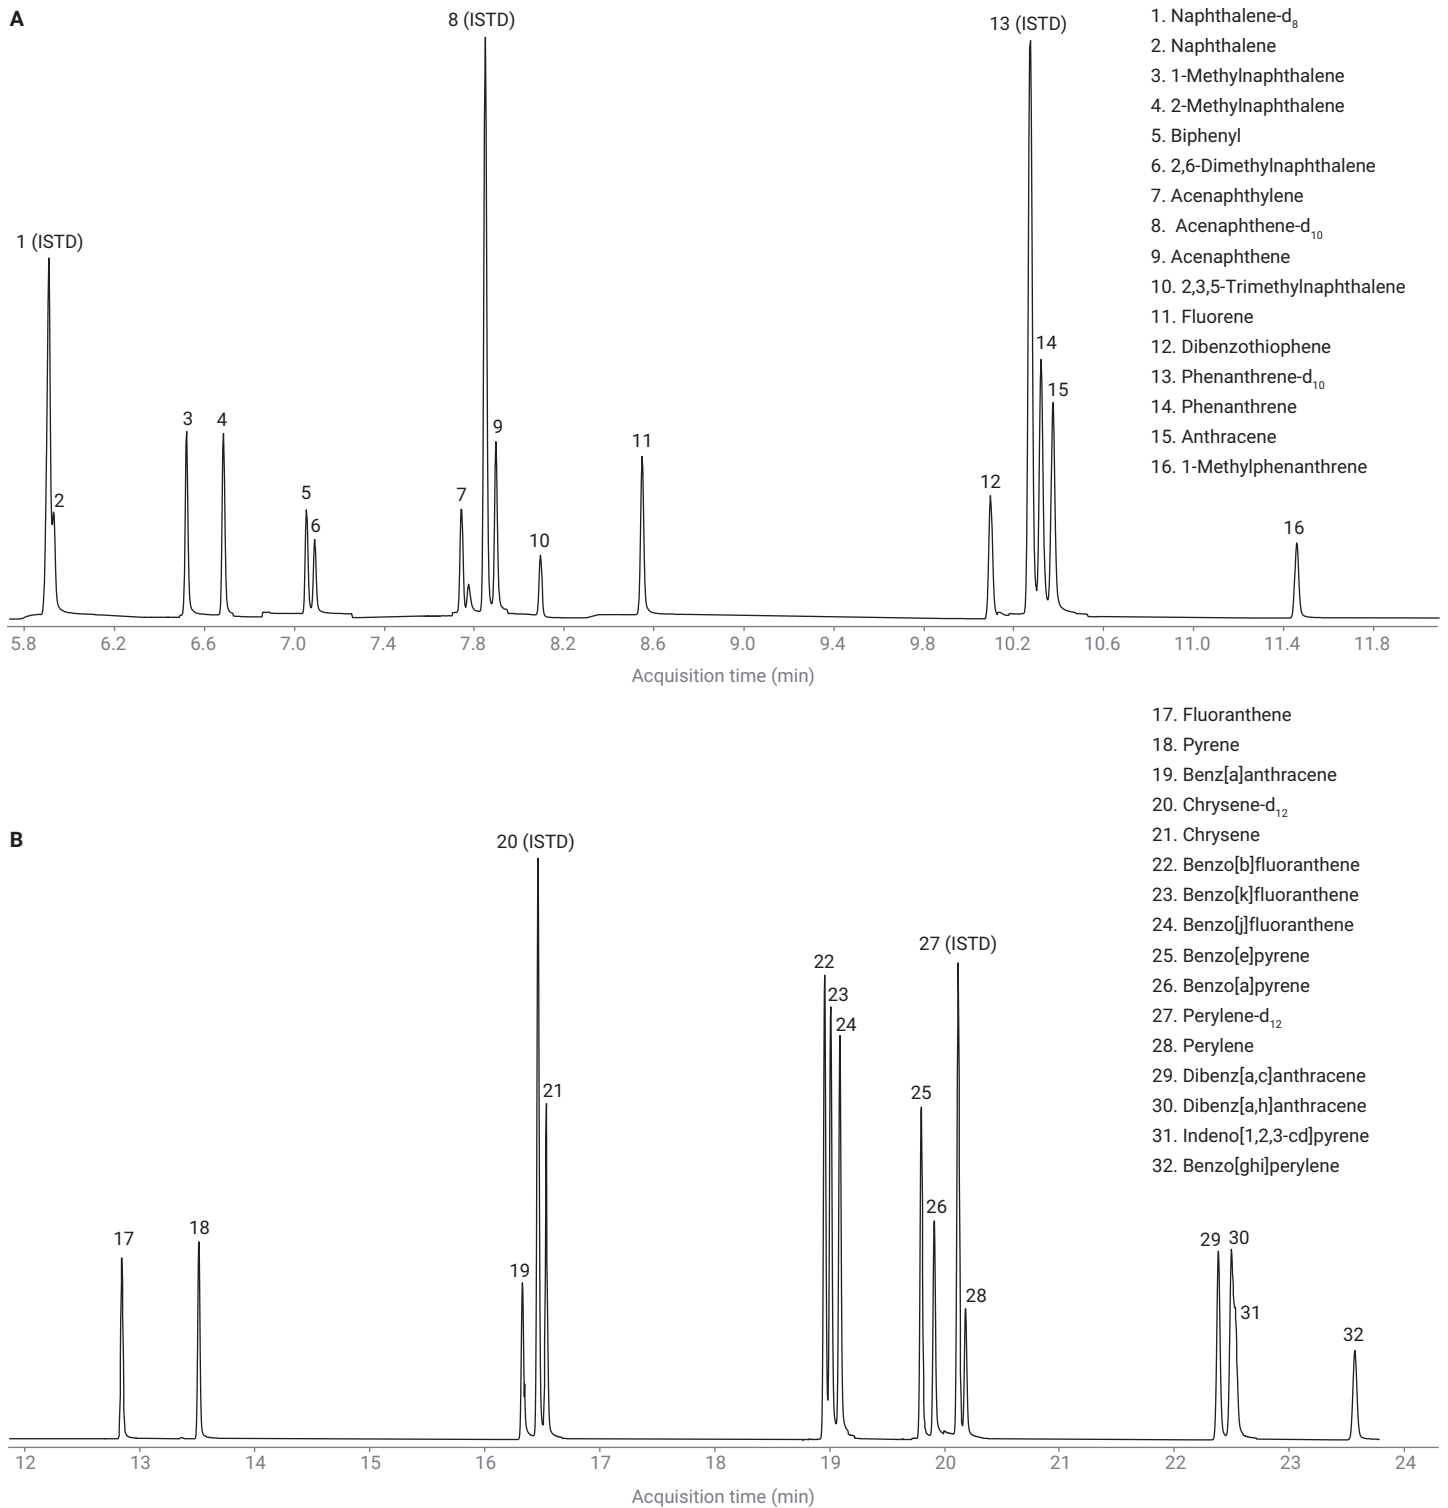 A
8 (ISTD)
13 (ISTD)
1. Naphthalene-d8
2. Naphthalene
3. 1-Methylnaphthalene
4. 2-Methylnaphthalene
5. Biphenyl
6. 2,6-Dimethylnaphthalene
7. Acenaphthylene
8. Acenaphthene-d10
9. Acenaphthene
10. 2,3,5-Trimethylnaphthalene
11. Fluorene
12. Dibenzothiophene
13. Phenanthrene-d10
14. Phenanthrene
15. Anthracene
16. 1-Methylphenanthrene
1 (ISTD)
2
3
4
5
6
7
9
10
11
12
14
15
16
5.8 6.2 6.6 7.0 7.4 7.8 8.2 8.6 9.0 9.4 9.8 10.2 10.6 11.0 11.4 11.8
Acquisition time (min)
17. Fluoranthene
18. Pyrene
19. Benz[a]anthracene
20. Chrysene-d12
21. Chrysene
22. Benzo[b]fluoranthene
23. Benzo[k]fluoranthene
24. Benzo[j]fluoranthene
25. Benzo[e]pyrene
26. Benzo[a]pyrene
27. Perylene-d12
28. Perylene
29. Dibenz[a,c]anthracene
30. Dibenz[a,h]anthracene
31. Indeno[1,2,3-cd]pyrene
32. Benzo[ghi]perylene
B
17
18
19
20 (ISTD)
21
22
23
24
25
26
27 (ISTD)
28
29
30
31
32
12 13 14 15 16 17 18 19 20 21 22 23 24
Acquisition time (min)